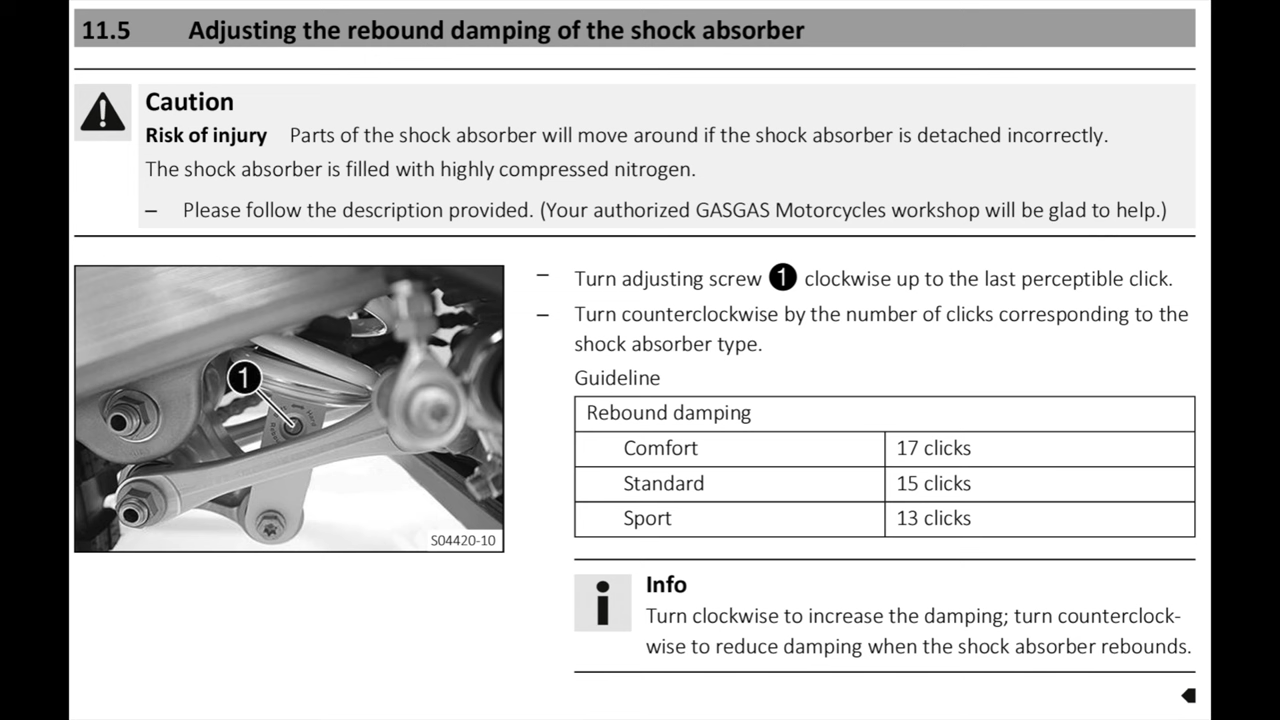 11.5 Adjusting the rebound damping of the shock absorber
Caution
Risk of injury Parts of the shock absorber will move around if the shock absorber is detached incorrectly.
The shock absorber is filled with highly compressed nitrogen.
– Please follow the description provided. (Your authorized GASGAS Motorcycles workshop will be glad to help.)
1
S04420-10
– Turn adjusting screw 1 clockwise up to the last perceptible click.
– Turn counterclockwise by the number of clicks corresponding to the
shock absorber type.
Guideline
Rebound damping
Comfort 17 clicks
Standard 15 clicks
Sport 13 clicks
Info
Turn clockwise to increase the damping; turn counterclock-
wise to reduce damping when the shock absorber rebounds.